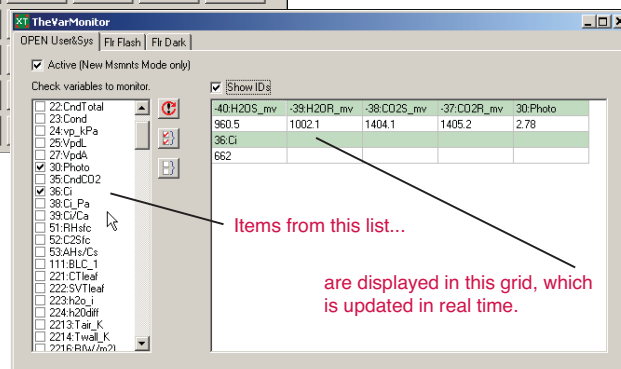 XT TheVarMonitor
OPEN User&Sys Flr Flash Flr Dark
Active (New Msmnts Mode only)
Check variables to monitor.
Show IDs
22:CndTotal
23:Cond
24:vp_kPa
25:VpdL
27:VpdA
30:Photo
35:CndCO2
36:Ci
38:Ci_Pa
39:Ci/Ca
51:RHsfc
52:C2Sfc
53:AHs/Cs
111:BLC_1
221:CTleaf
222:SVTleaf
223:h2o_i
224:h20diff
2213:Tair_K
2214:Twall_K
2216:R(W/m2)
-40:H2OS_mv -39:H2OR_mv -38:CO2S_mv -37:CO2R_mv 30:Photo
960.5 1002.1 1404.1 1405.2 2.78
36:Ci
662
Items from this list...
are displayed in this grid, which
is updated in real time.